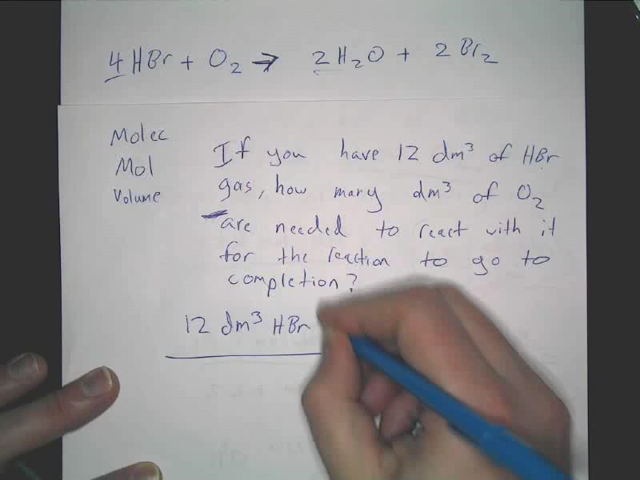 4HBr + O₂ → 2H₂O + 2Br₂
Molec
Mol
Volume
If you have 12 dm³ of HBr
gas, how many dm³ of O₂
are needed to react with it
for the reaction to go to
completion?
12 dm³ HBr